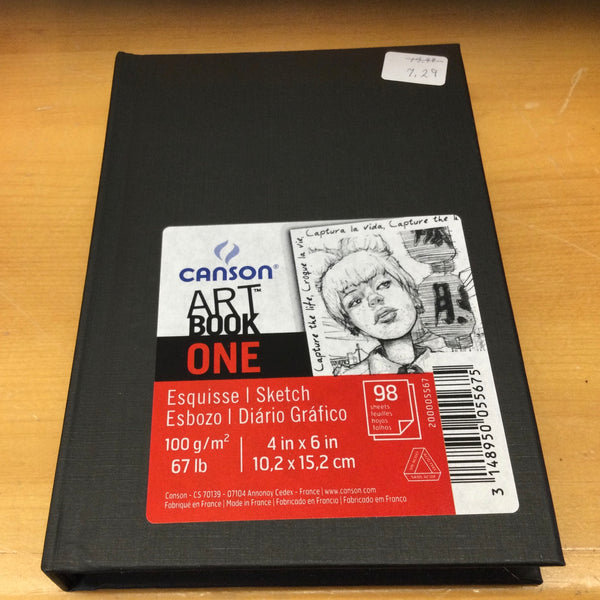 7,29
Captura la vida, Capture the
Capture the life, Croque la vie,
CANSON®
ART™
BOOK
ONE
Esquisse | Sketch
Esbozo | Diário Gráfico
98
sheets
feuilles
hojas
folhas
100 g/m²
67 lb
4 in x 6 in
10,2 x 15,2 cm
200005567
3 148950 055675
Canson - CS 70139 - 07104 Annonay Cedex - France | www.canson.com
Fabriqué en France | Made in France | Fabricado en Francia | Fabricado em França